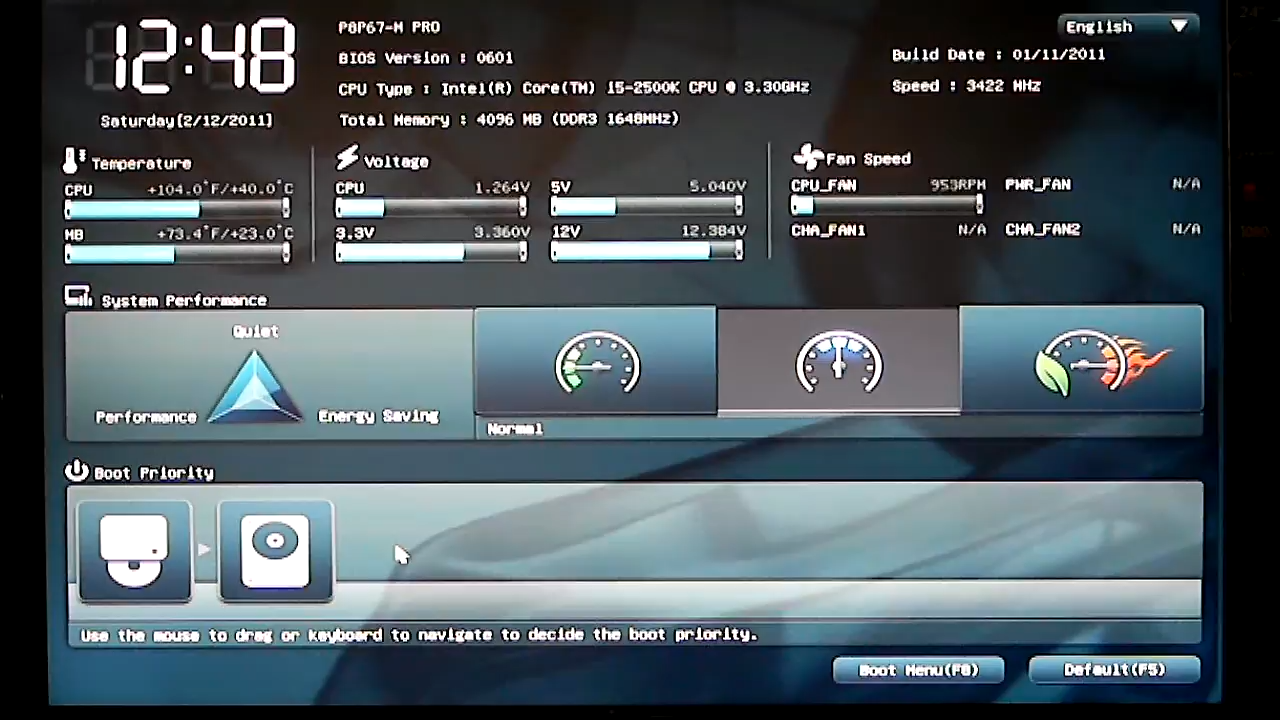 12:48
Saturday[2/12/2011]
P8P67-M PRO
BIOS Version : 0601
CPU Type : Intel(R) Core(TM) i5-2500K CPU @ 3.30GHz
Total Memory : 4096 MB (DDR3 1648MHz)
English
Build Date : 01/11/2011
Speed : 3422 MHz
Temperature
CPU +104.0°F/+40.0°C
MB +73.4°F/+23.0°C
Voltage
CPU 1.264V 5V 5.040V
3.3V 3.360V 12V 12.384V
Fan Speed
CPU_FAN 953RPM PWR_FAN N/A
CHA_FAN1 N/A CHA_FAN2 N/A
System Performance
Quiet
Performance Energy Saving
Normal
Boot Priority
Use the mouse to drag or keyboard to navigate to decide the boot priority.
Boot Menu(F8) Default(F5)